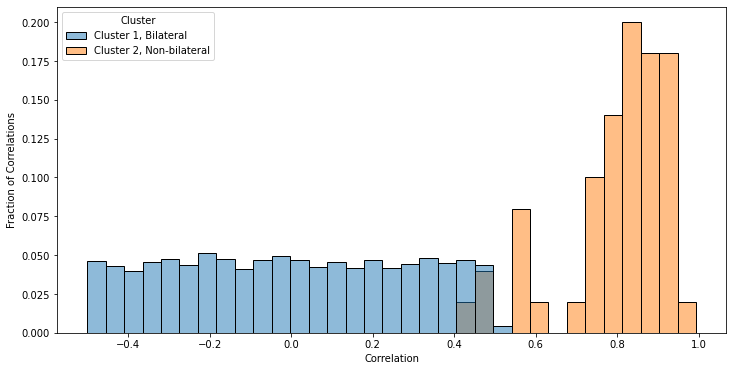 Cluster
Cluster 1, Bilateral
Cluster 2, Non-bilateral
0.200
0.175
0.150
0.125
0.100
0.075
0.050
0.025
0.000
Fraction of Correlations
−0.4 −0.2 0.0 0.2 0.4 0.6 0.8 1.0
Correlation